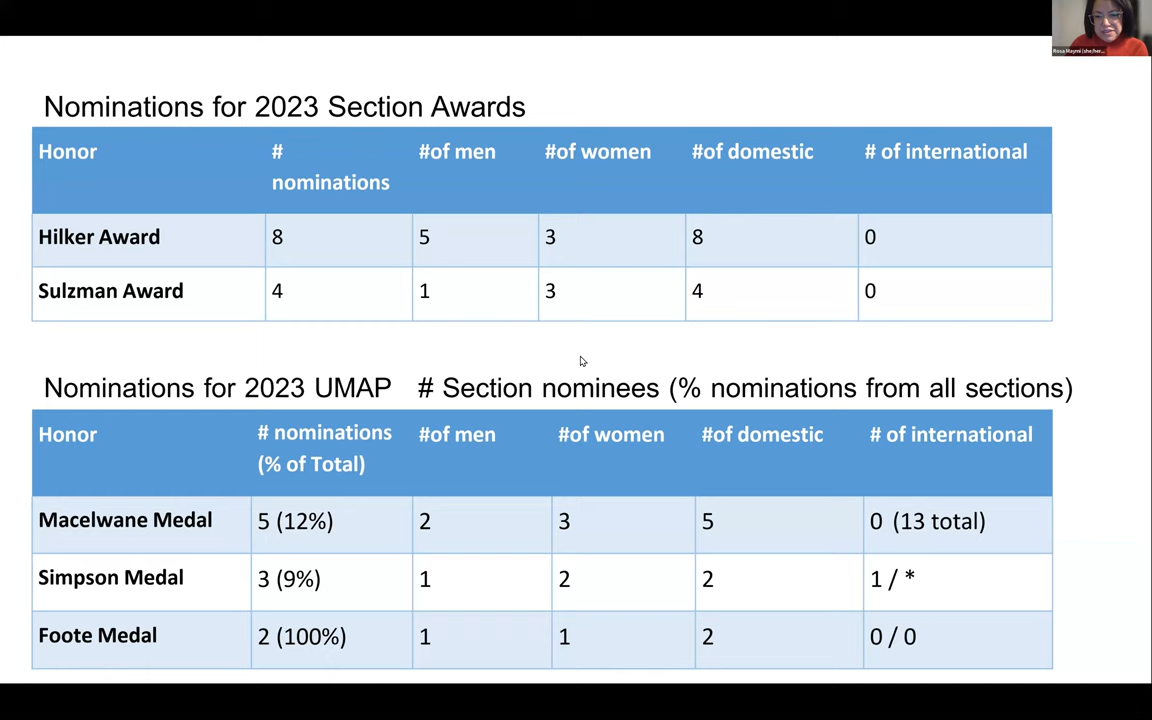 Rosa Maymi (she/her...
Nominations for 2023 Section Awards
Honor # nominations #of men #of women #of domestic # of international
Hilker Award 8 5 3 8 0
Sulzman Award 4 1 3 4 0
Nominations for 2023 UMAP # Section nominees (% nominations from all sections)
Honor # nominations (% of Total) #of men #of women #of domestic # of international
Macelwane Medal 5 (12%) 2 3 5 0 (13 total)
Simpson Medal 3 (9%) 1 2 2 1 / *
Foote Medal 2 (100%) 1 1 2 0 / 0